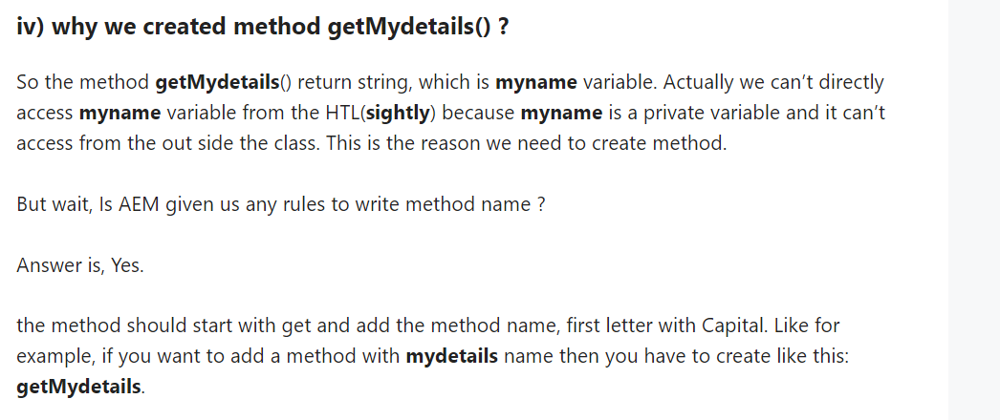 iv) why we created method getMydetails() ?
So the method getMydetails() return string, which is myname variable. Actually we can’t directly
access myname variable from the HTL(sightly) because myname is a private variable and it can’t
access from the out side the class. This is the reason we need to create method.
But wait, Is AEM given us any rules to write method name ?
Answer is, Yes.
the method should start with get and add the method name, first letter with Capital. Like for
example, if you want to add a method with mydetails name then you have to create like this:
getMydetails.